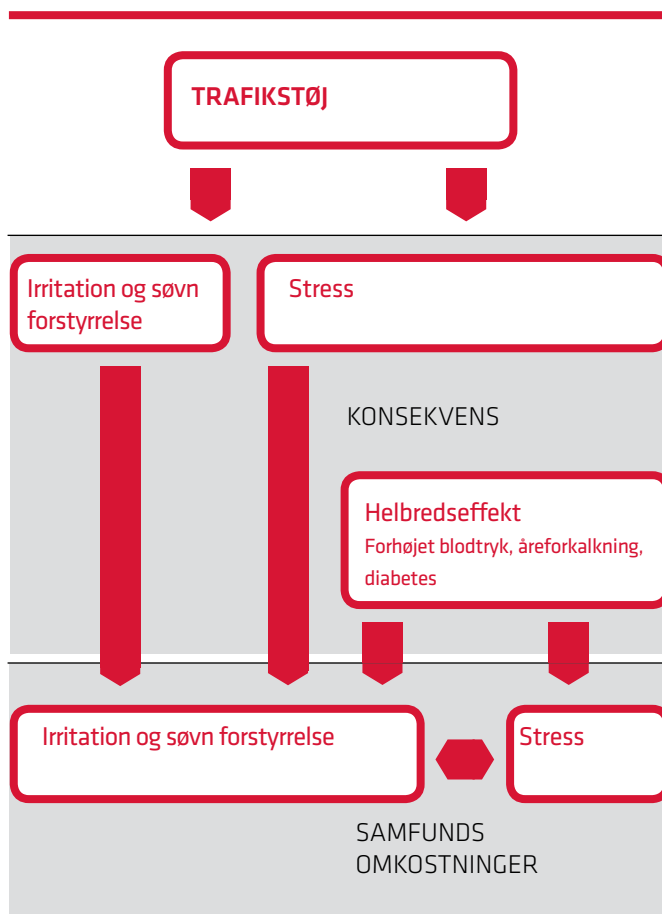 TRAFIKSTØJ
Irritation og søvn
forstyrrelse
Stress
KONSEKVENS
Helbredseffekt
Forhøjet blodtryk, åreforkalkning,
diabetes
Irritation og søvn forstyrrelse
Stress
SAMFUNDS
OMKOSTNINGER